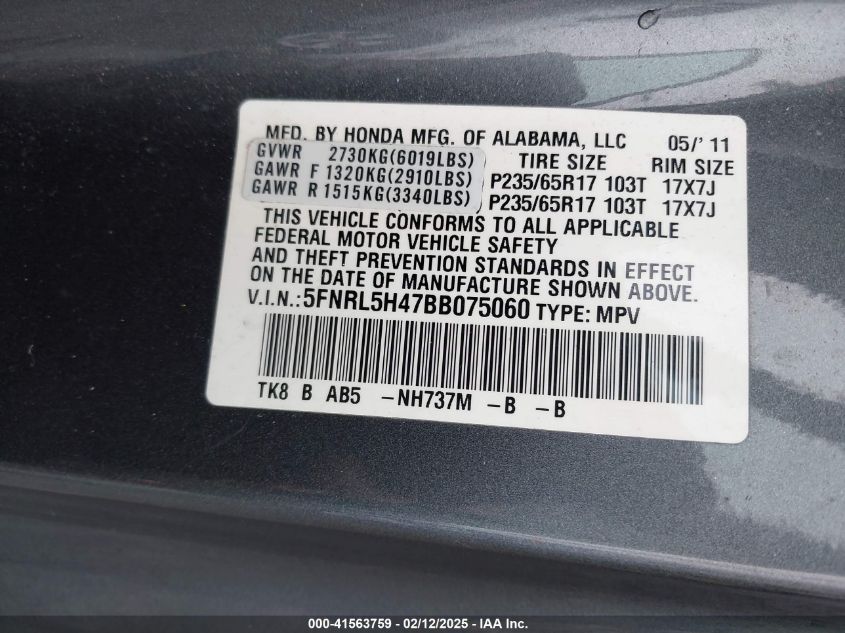 MFD. BY HONDA MFG. OF ALABAMA, LLC 05/'11
GVWR 2730KG(6019LBS) TIRE SIZE RIM SIZE
GAWR F 1320KG(2910LBS) P235/65R17 103T 17X7J
GAWR R 1515KG(3340LBS) P235/65R17 103T 17X7J
THIS VEHICLE CONFORMS TO ALL APPLICABLE
FEDERAL MOTOR VEHICLE SAFETY
AND THEFT PREVENTION STANDARDS IN EFFECT
ON THE DATE OF MANUFACTURE SHOWN ABOVE.
V.I.N.: 5FNRL5H47BB075060 TYPE: MPV
TK8 B AB5 -NH737M -B -B
000-41563759 - 02/12/2025 - IAA Inc.